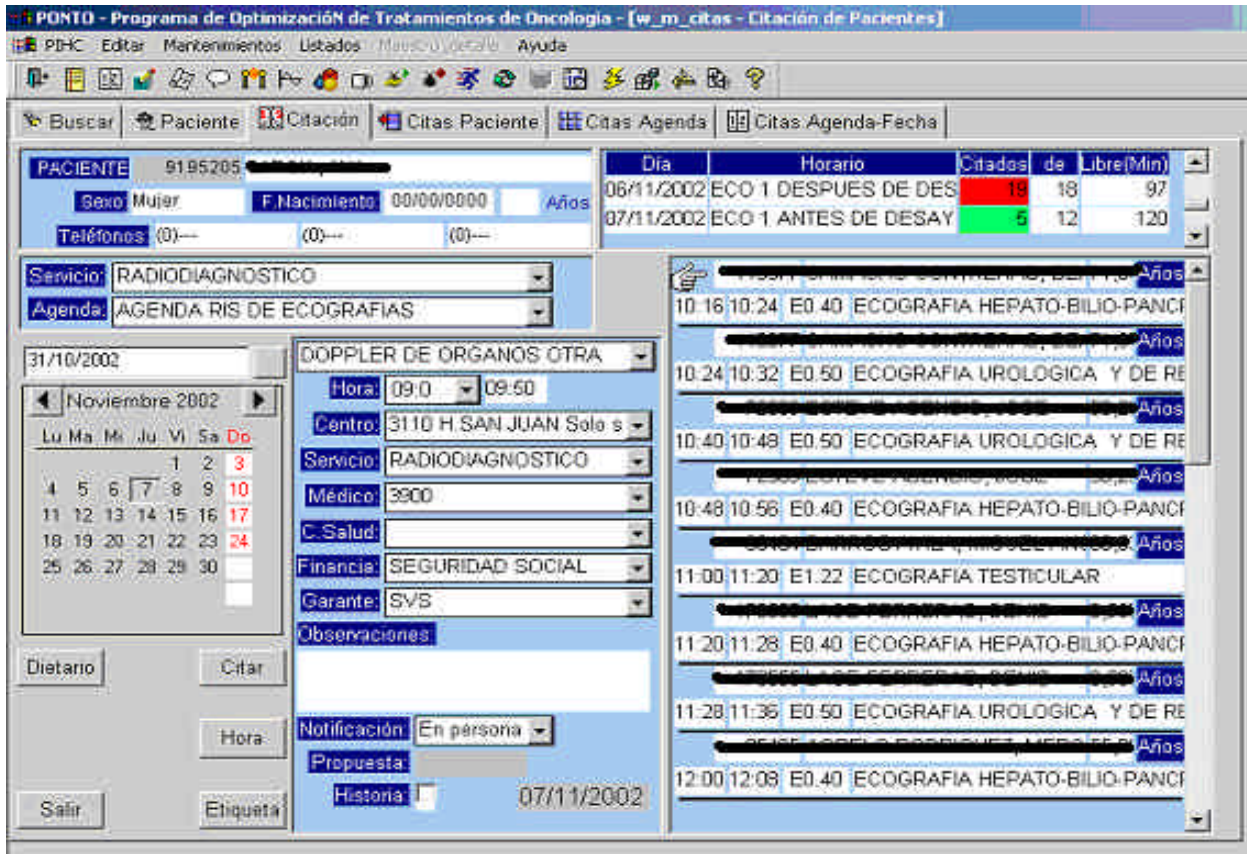 PONTO - Programa de OptimizacióN de Tratamientos de Oncologia - [w_m_citas - Citación de Pacientes]
PIHC Editar Mantenimientos Listados Ayuda
Buscar Paciente Citación Citas Paciente Citas Agenda Citas Agenda-Fecha
PACIENTE 9195205
Sexo: Mujer F.Nacimiento: 00/00/0000 Años
Teléfonos: (0)--- (0)--- (0)---
Día Horario Citados de Libre(Min)
06/11/2002 ECO 1 DESPUES DE DES 19 18 97
07/11/2002 ECO 1 ANTES DE DESAY 5 12 120
Servicio: RADIODIAGNOSTICO
Agenda: AGENDA RIS DE ECOGRAFIAS
31/10/2002
Noviembre 2002
Lu Ma Mi Ju Vi Sa Do
1 2 3
4 5 6 7 8 9 10
11 12 13 14 15 16 17
18 19 20 21 22 23 24
25 26 27 28 29 30
Dietario Citar
Hora
Salir Etiqueta
DOPPLER DE ORGANOS OTRA
Hora: 09:0 09:50
Centro: 3110 H.SAN JUAN Solo s
Servicio: RADIODIAGNOSTICO
Médico: 3900
C.Salud:
Financia: SEGURIDAD SOCIAL
Garante: SVS
Observaciones:
Notificación: En persona
Propuesta:
Historia: 07/11/2002
Años
10:16 10:24 E0.40 ECOGRAFIA HEPATO-BILIO-PANCR
Años
10:24 10:32 E0.50 ECOGRAFIA UROLOGICA Y DE RE
Años
10:40 10:48 E0.50 ECOGRAFIA UROLOGICA Y DE RE
Años
10:48 10:56 E0.40 ECOGRAFIA HEPATO-BILIO-PANCR
Años
11:00 11:20 E1.22 ECOGRAFIA TESTICULAR
Años
11:20 11:28 E0.40 ECOGRAFIA HEPATO-BILIO-PANCR
Años
11:28 11:36 E0.50 ECOGRAFIA UROLOGICA Y DE RE
Años
12:00 12:08 E0.40 ECOGRAFIA HEPATO-BILIO-PANCR